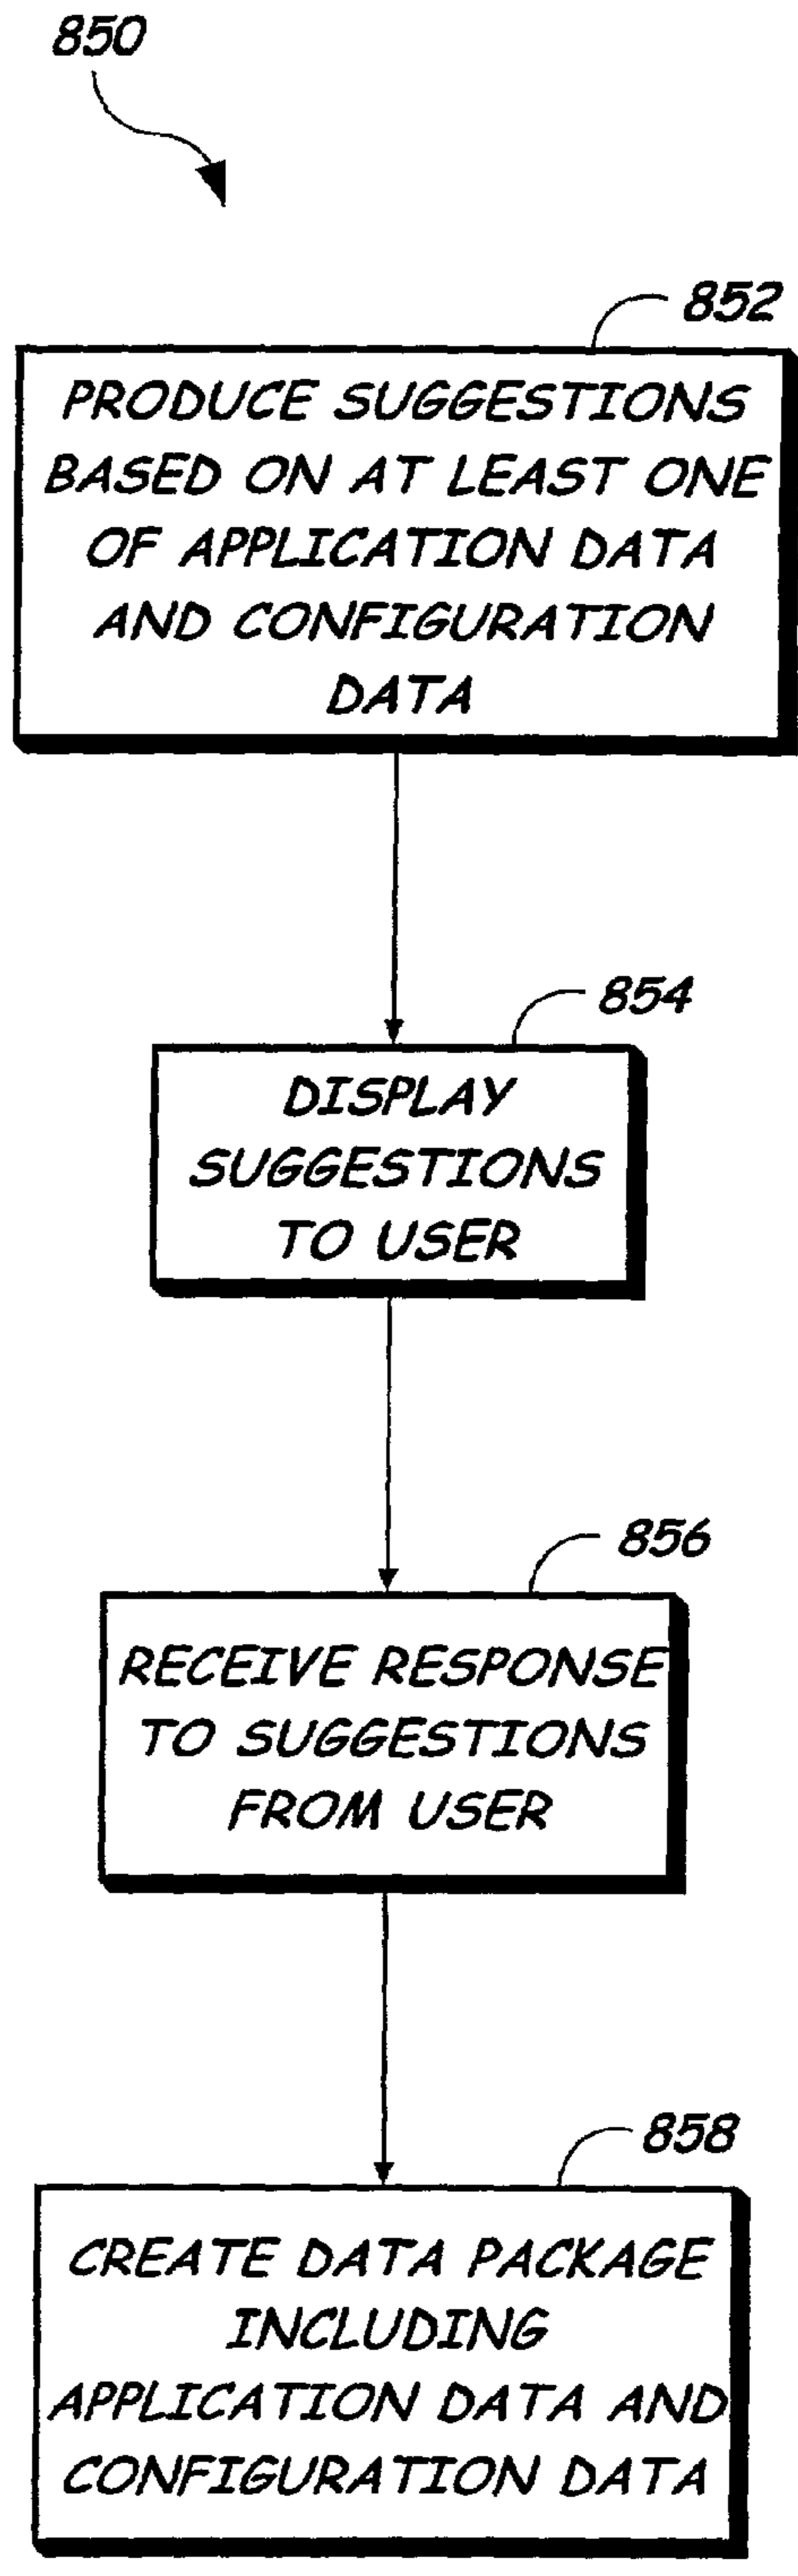 850
852
PRODUCE SUGGESTIONS
BASED ON AT LEAST ONE
OF APPLICATION DATA
AND CONFIGURATION
DATA
854
DISPLAY
SUGGESTIONS
TO USER
856
RECEIVE RESPONSE
TO SUGGESTIONS
FROM USER
858
CREATE DATA PACKAGE
INCLUDING
APPLICATION DATA AND
CONFIGURATION DATA